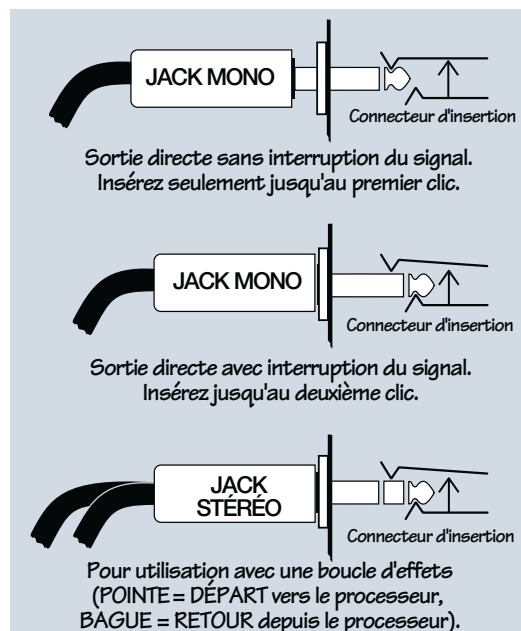 JACK MONO
Connecteur d'insertion
Sortie directe sans interruption du signal.
Insérez seulement jusqu'au premier clic.
JACK MONO
Connecteur d'insertion
Sortie directe avec interruption du signal.
Insérez jusqu'au deuxième clic.
JACK
STÉRÉO
Connecteur d'insertion
Pour utilisation avec une boucle d'effets
(POINTE = DÉPART vers le processeur,
BAGUE = RETOUR depuis le processeur).